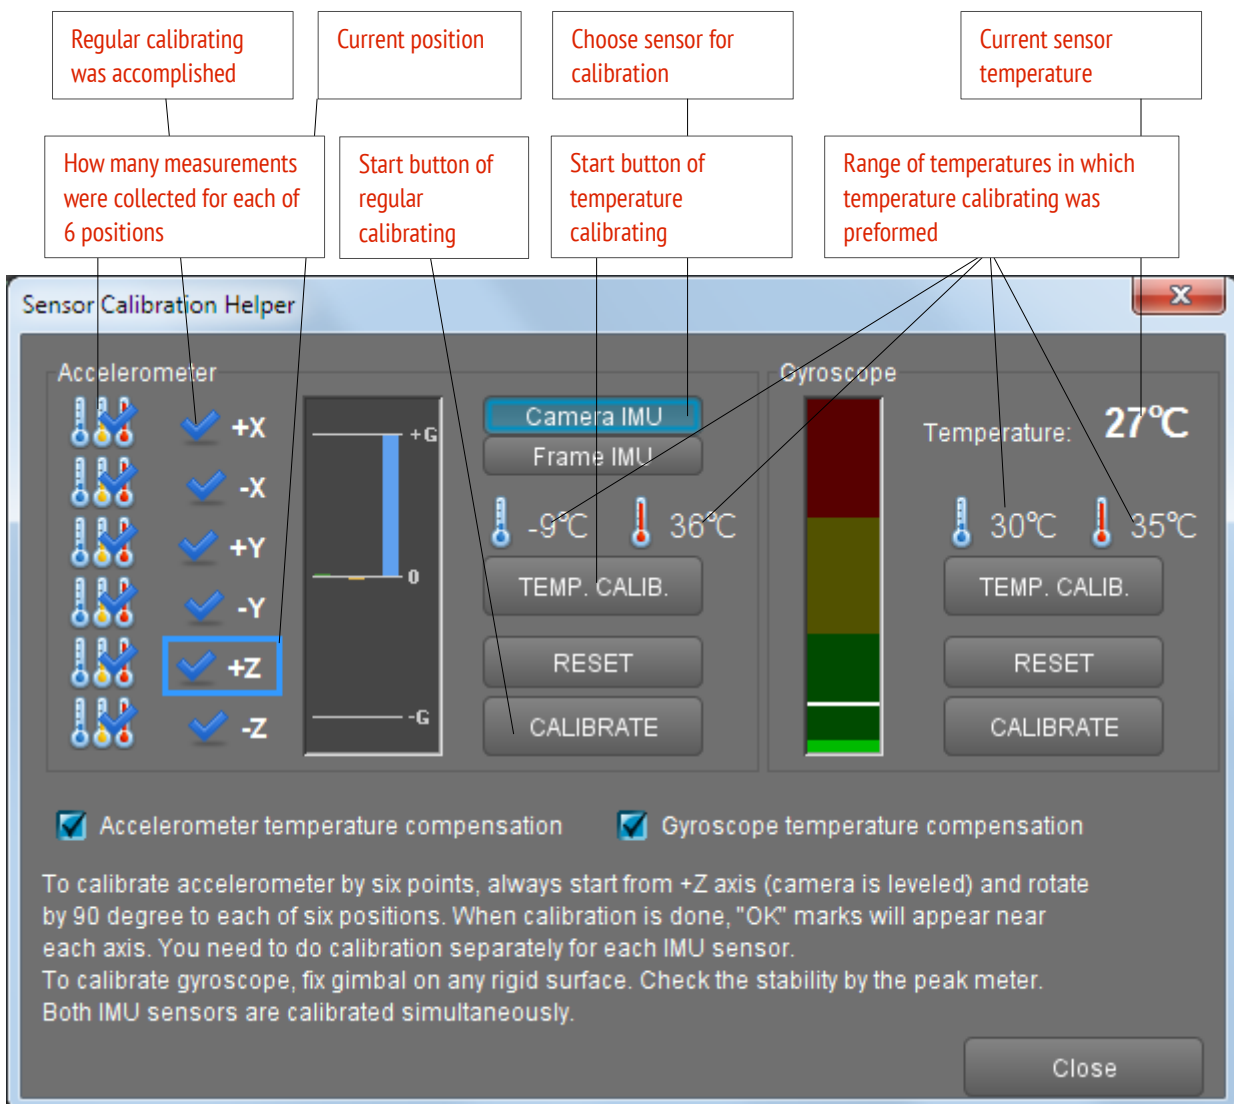 Regular calibrating
was accomplished
Current position
Choose sensor for
calibration
Current sensor
temperature
How many measurements
were collected for each of
6 positions
Start button of
regular
calibrating
Start button of
temperature
calibrating
Range of temperatures in which
temperature calibrating was
preformed
Sensor Calibration Helper
x
Accelerometer
+X
-X
+Y
-Y
+Z
-Z
+G
0
-G
Camera IMU
Frame IMU
-9°C 36°C
TEMP. CALIB.
RESET
CALIBRATE
Gyroscope
Temperature: 27°C
30°C 35°C
TEMP. CALIB.
RESET
CALIBRATE
Accelerometer temperature compensation
Gyroscope temperature compensation
To calibrate accelerometer by six points, always start from +Z axis (camera is leveled) and rotate
by 90 degree to each of six positions. When calibration is done, "OK" marks will appear near
each axis. You need to do calibration separately for each IMU sensor.
To calibrate gyroscope, fix gimbal on any rigid surface. Check the stability by the peak meter.
Both IMU sensors are calibrated simultaneously.
Close